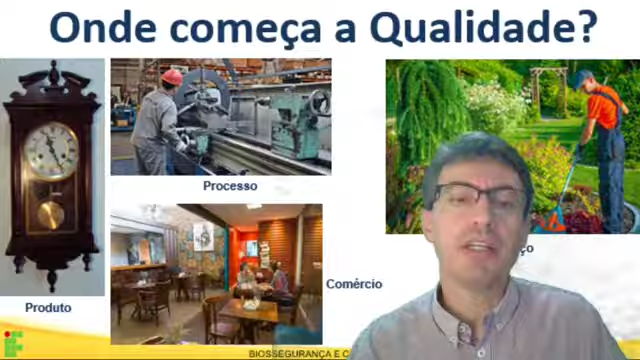 Onde começa a Qualidade?
Processo
Comércio
Produto
BIOSSEGURANÇA E